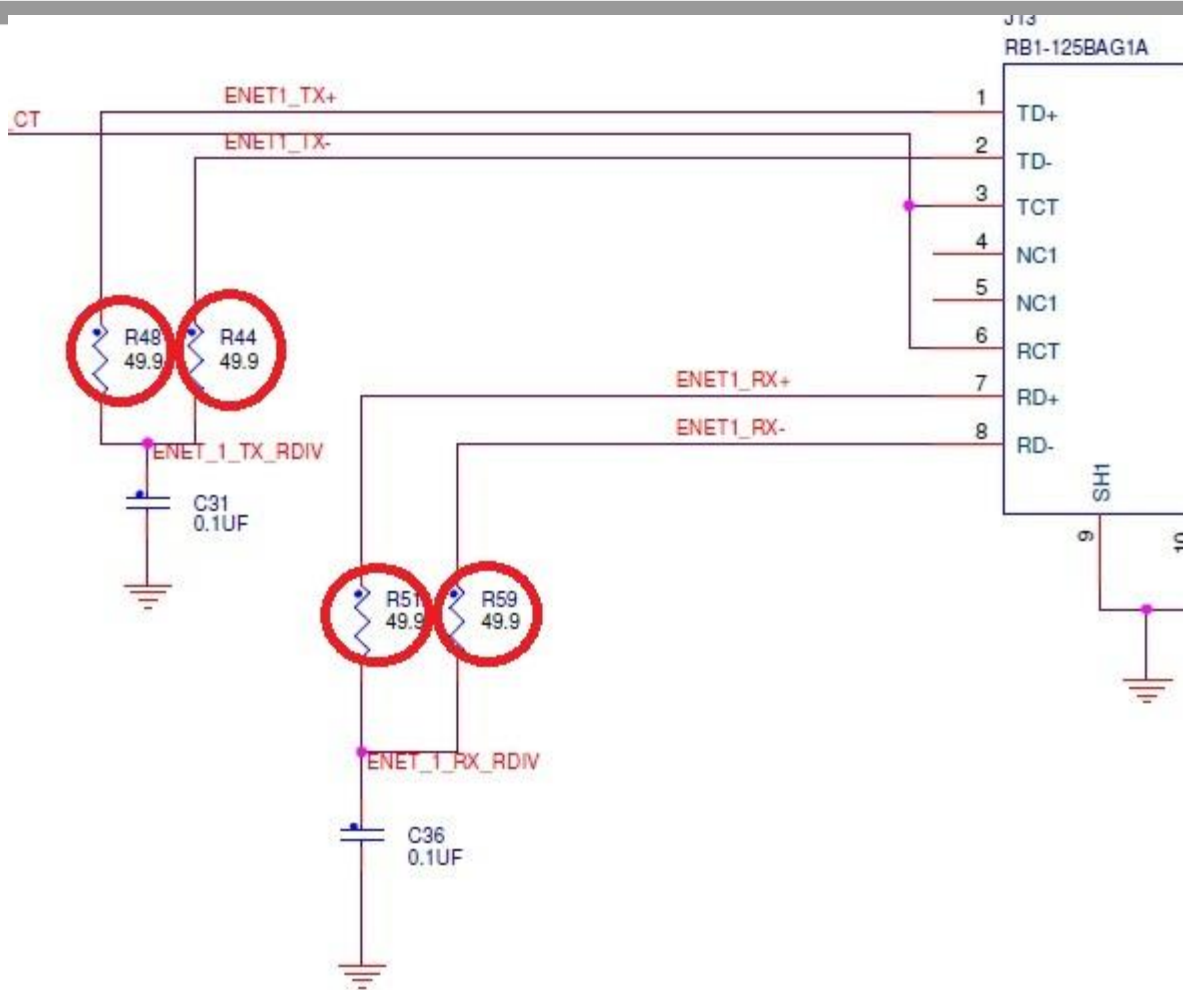 J13
RB1-125BAG1A
ENET1_TX+
1
TD+
_CT
ENET1_TX-
2
TD-
3
TCT
4
NC1
5
NC1
R48
49.9
R44
49.9
6
RCT
ENET1_RX+
7
RD+
ENET1_RX-
8
RD-
ENET_1_TX_RDIV
SH1
C31
0.1UF
9
10
R51
49.9
R59
49.9
ENET_1_RX_RDIV
C36
0.1UF